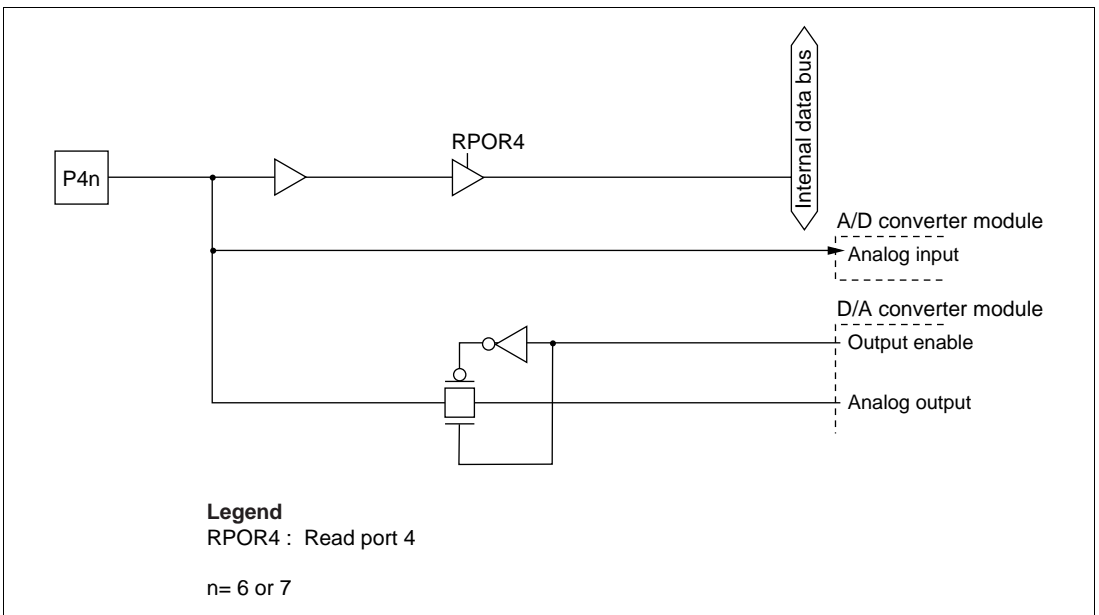 RPOR4
P4n
Internal data bus
A/D converter module
Analog input
D/A converter module
Output enable
Analog output
Legend
RPOR4 : Read port 4
n= 6 or 7